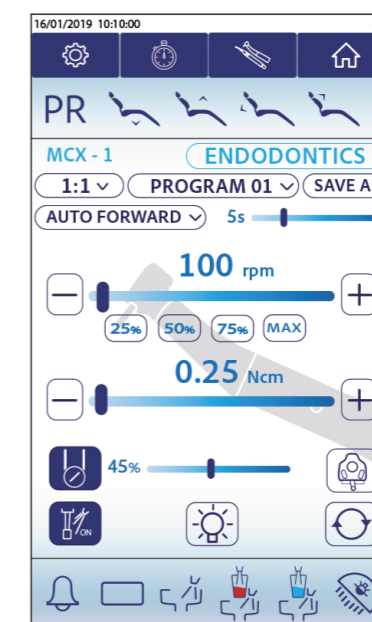 16/01/2019 10:10:00
PR
MCX - 1 ENDODONTICS
1:1 PROGRAM 01 SAVE A
AUTO FORWARD 5s
100 rpm
25% 50% 75% MAX
0.25 Ncm
45%
ON